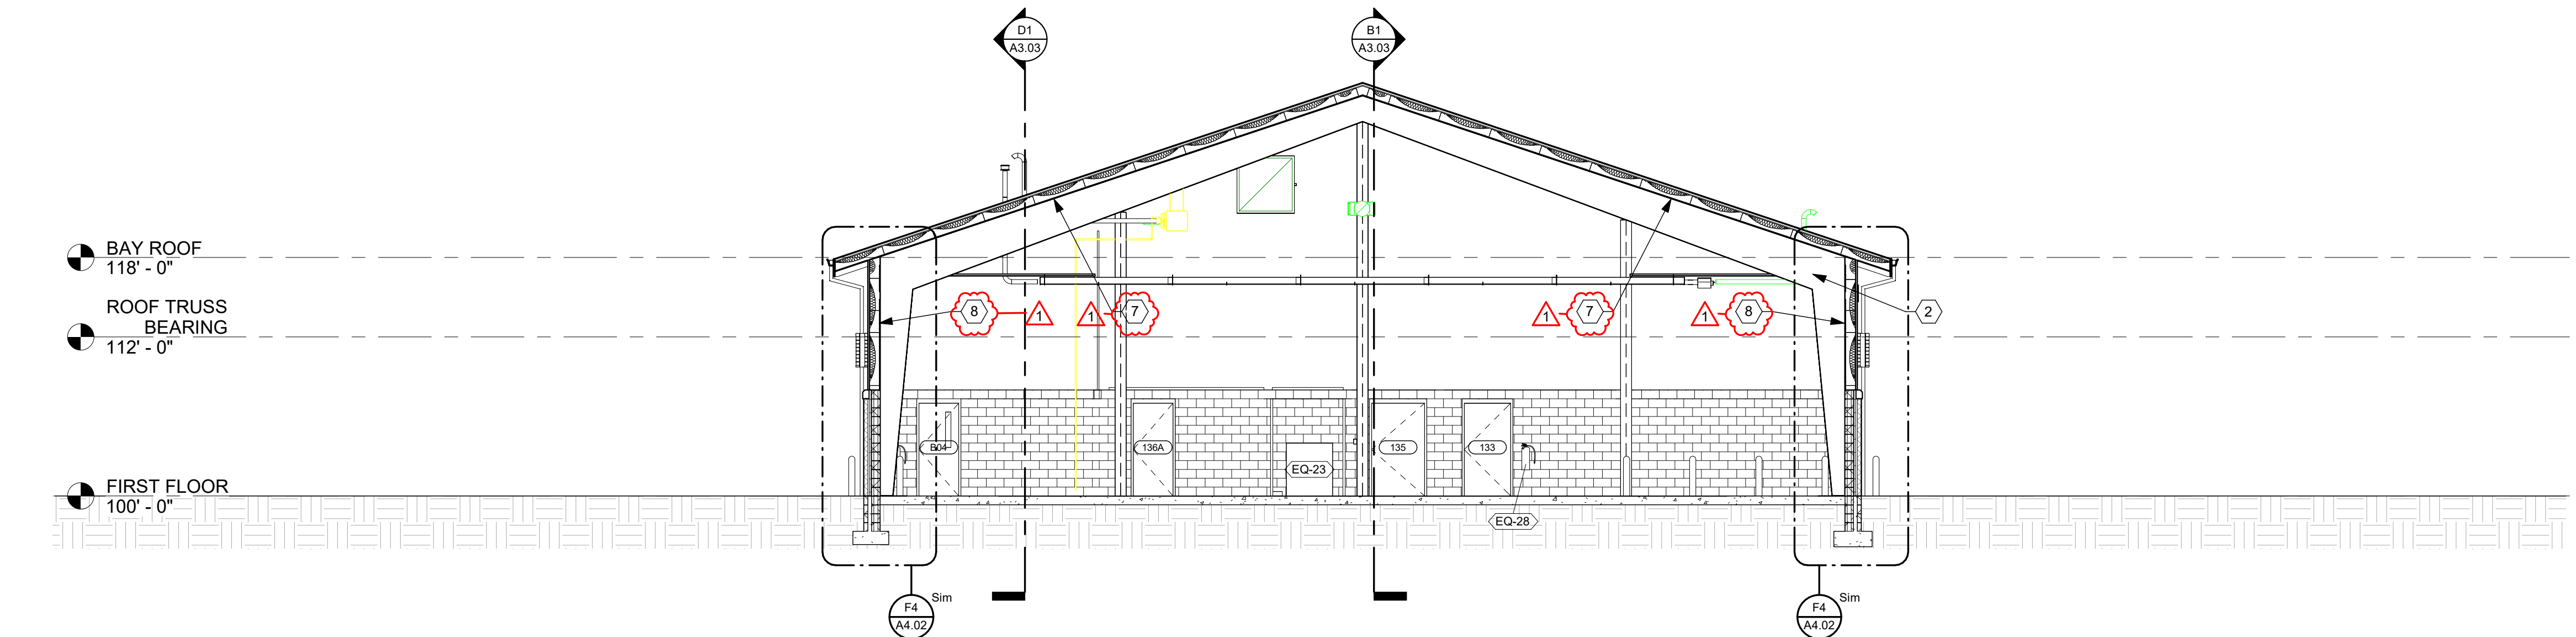 D1
A3.03
B1
A3.03
BAY ROOF
118' - 0"
ROOF TRUSS
BEARING
112' - 0"
8
1
1
7
1
7
1
8
2
B04
136A
EQ-23
135
133
FIRST FLOOR
100' - 0"
EQ-28
F4
A4.02
Sim
F4
A4.02
Sim